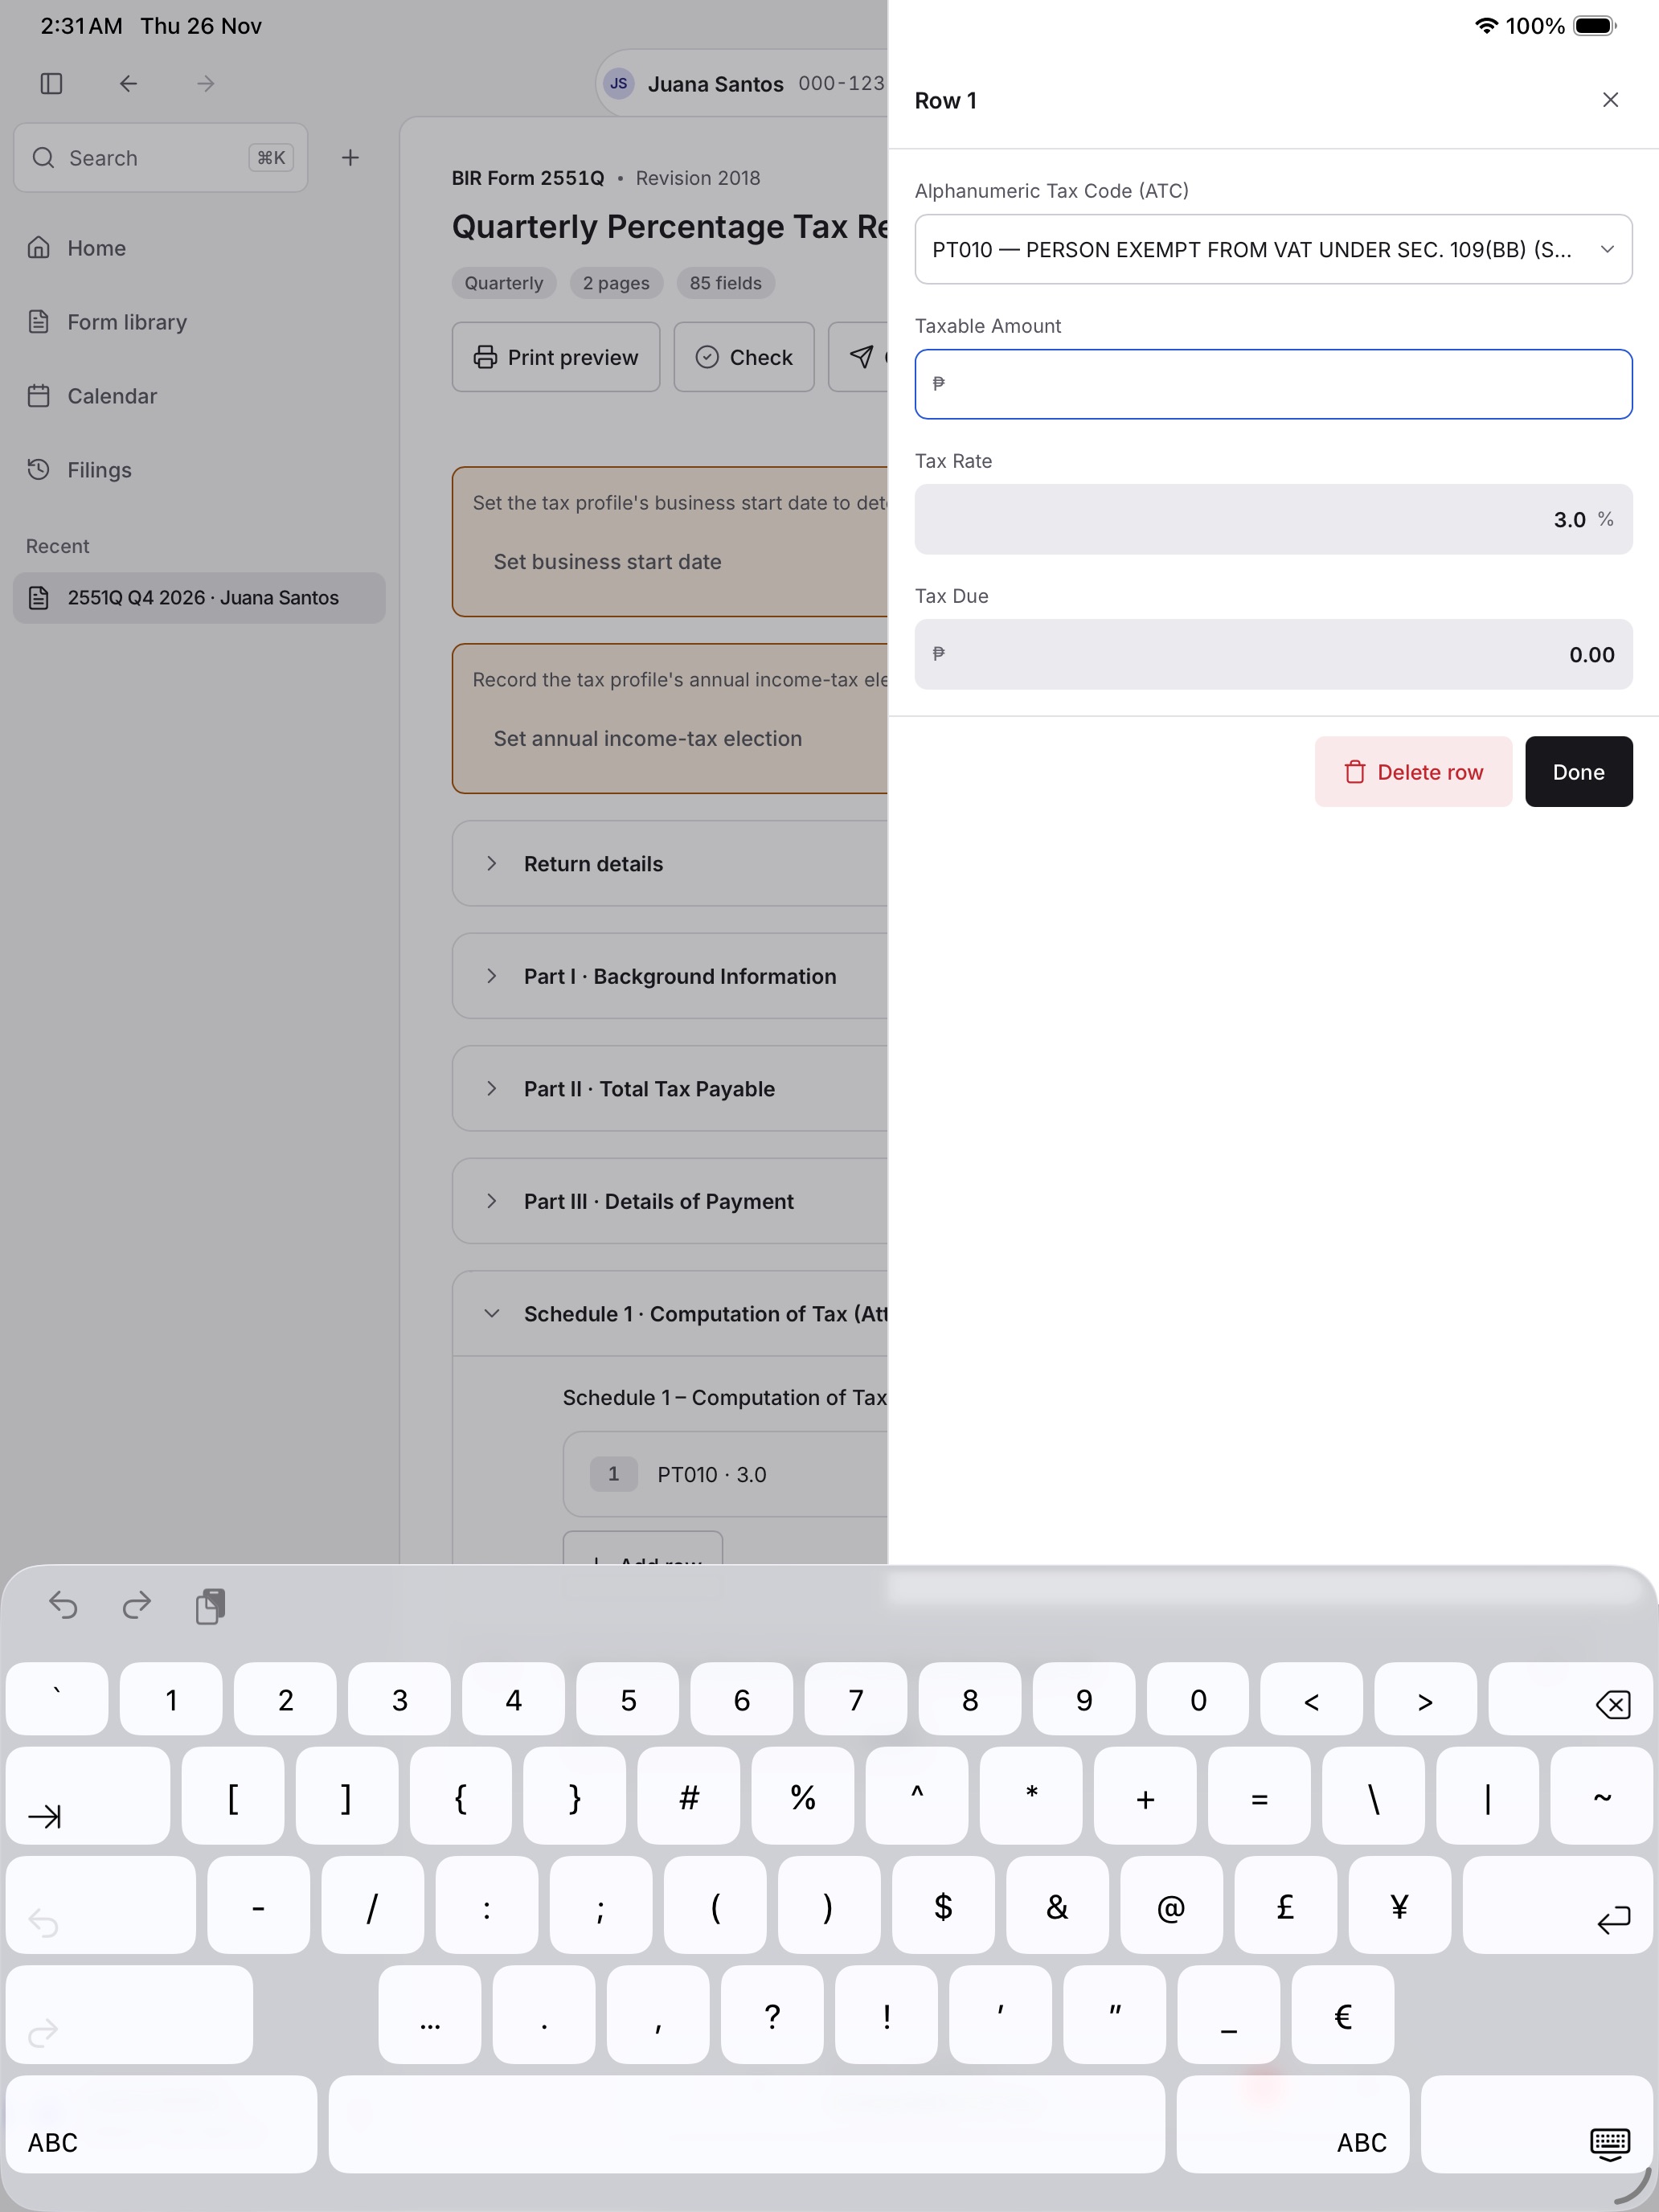 2:31 AM Thu 26 Nov
100%
JS Juana Santos 000-123
Search ⌘K
Home
Form library
Calendar
Filings
Recent
2551Q Q4 2026 · Juana Santos
BIR Form 2551Q • Revision 2018
Quarterly Percentage Tax Re
Quarterly 2 pages 85 fields
Print preview Check
Set the tax profile's business start date to dete
Set business start date
Record the tax profile's annual income-tax ele
Set annual income-tax election
Return details
Part I · Background Information
Part II · Total Tax Payable
Part III · Details of Payment
Schedule 1 · Computation of Tax (Att
Schedule 1 – Computation of Tax
1 PT010 · 3.0
Add row
Row 1
Alphanumeric Tax Code (ATC)
PT010 — PERSON EXEMPT FROM VAT UNDER SEC. 109(BB) (S...
Taxable Amount
₱
Tax Rate
3.0 %
Tax Due
₱ 0.00
Delete row Done
` 1 2 3 4 5 6 7 8 9 0 < >
[ ] { } # % ^ * + = \ | ~
- / : ; ( ) $ & @ £ ¥
... . , ? ! ' " _ €
ABC ABC